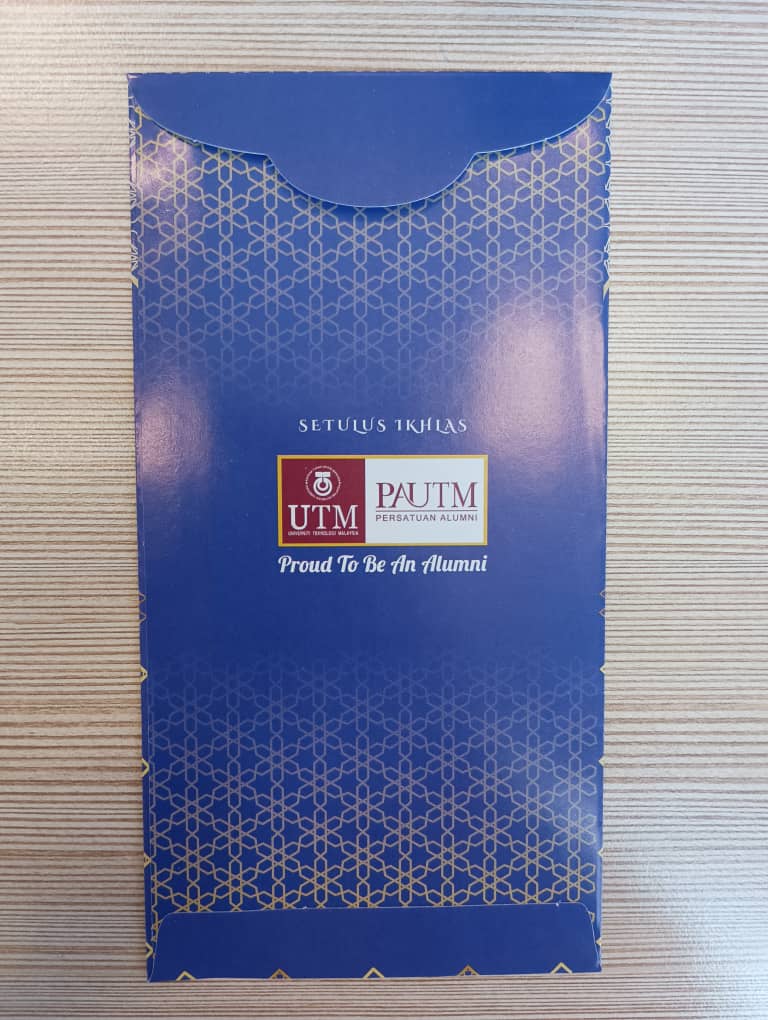 SETULUS IKHLAS
UTM
UNIVERSITI TEKNOLOGI MALAYSIA
PAUTM
PERSATUAN ALUMNI
Proud To Be An Alumni